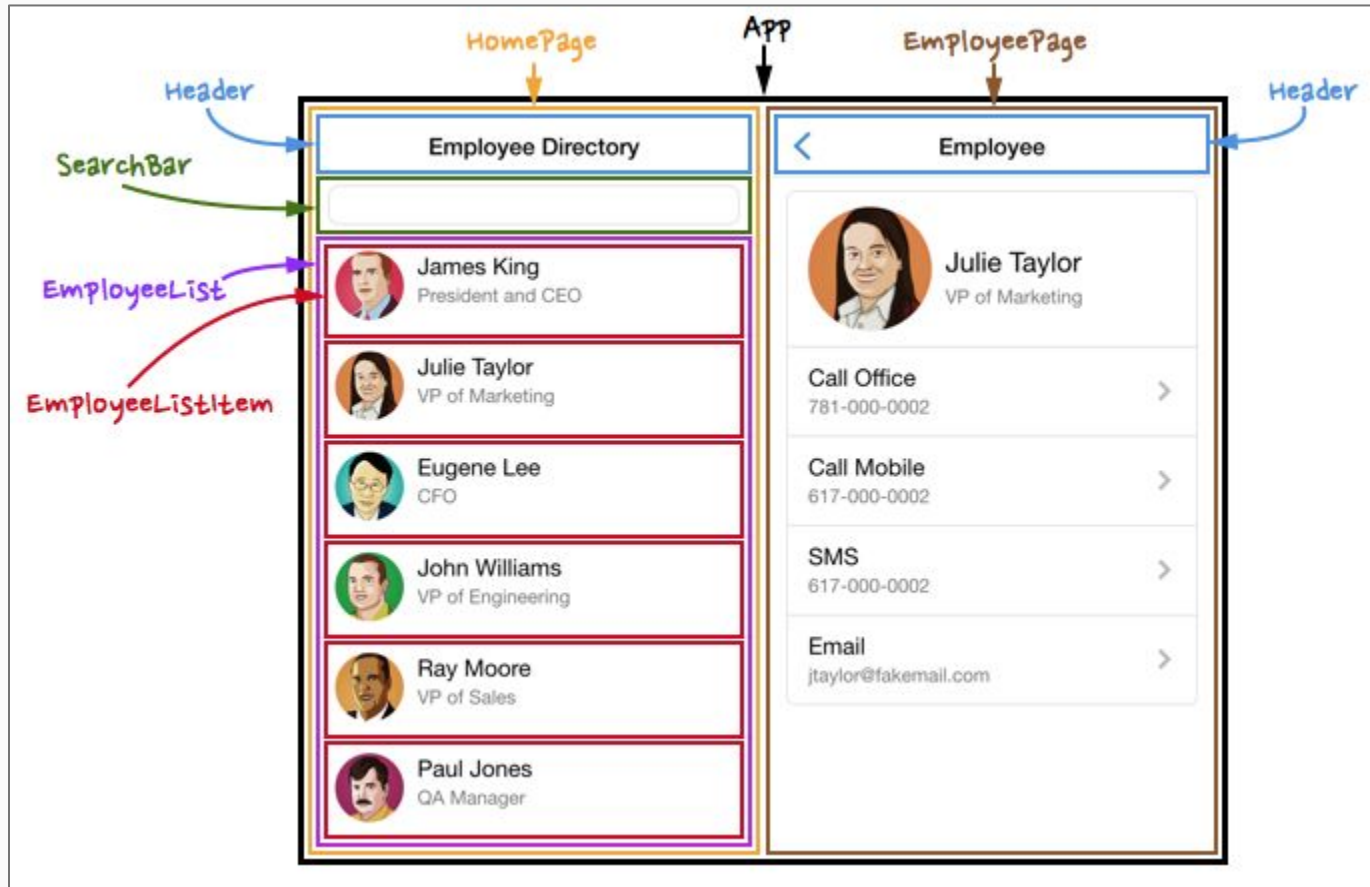 App
HomePage
EmployeePage
Header
Header
SearchBar
EmployeeList
EmployeeListItem
Employee Directory
James King
President and CEO
Julie Taylor
VP of Marketing
Eugene Lee
CFO
John Williams
VP of Engineering
Ray Moore
VP of Sales
Paul Jones
QA Manager
Employee
Julie Taylor
VP of Marketing
Call Office
781-000-0002
Call Mobile
617-000-0002
SMS
617-000-0002
Email
jtaylor@fakemail.com